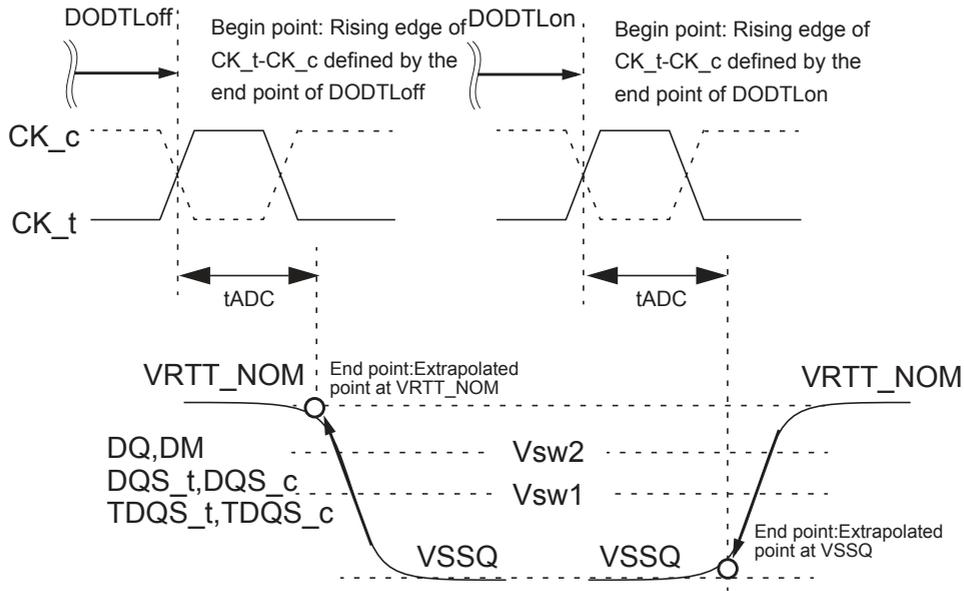 DODTLoff
Begin point: Rising edge of
CK_t-CK_c defined by the
end point of DODTLoff
DODTLon
Begin point: Rising edge of
CK_t-CK_c defined by the
end point of DODTLon
CK_c
CK_t
tADC
tADC
VRTT_NOM
End point:Extrapolated
point at VRTT_NOM
VRTT_NOM
DQ,DM
DQS_t,DQS_c
TDQS_t,TDQS_c
Vsw2
Vsw1
VSSQ
VSSQ
End point:Extrapolated
point at VSSQ